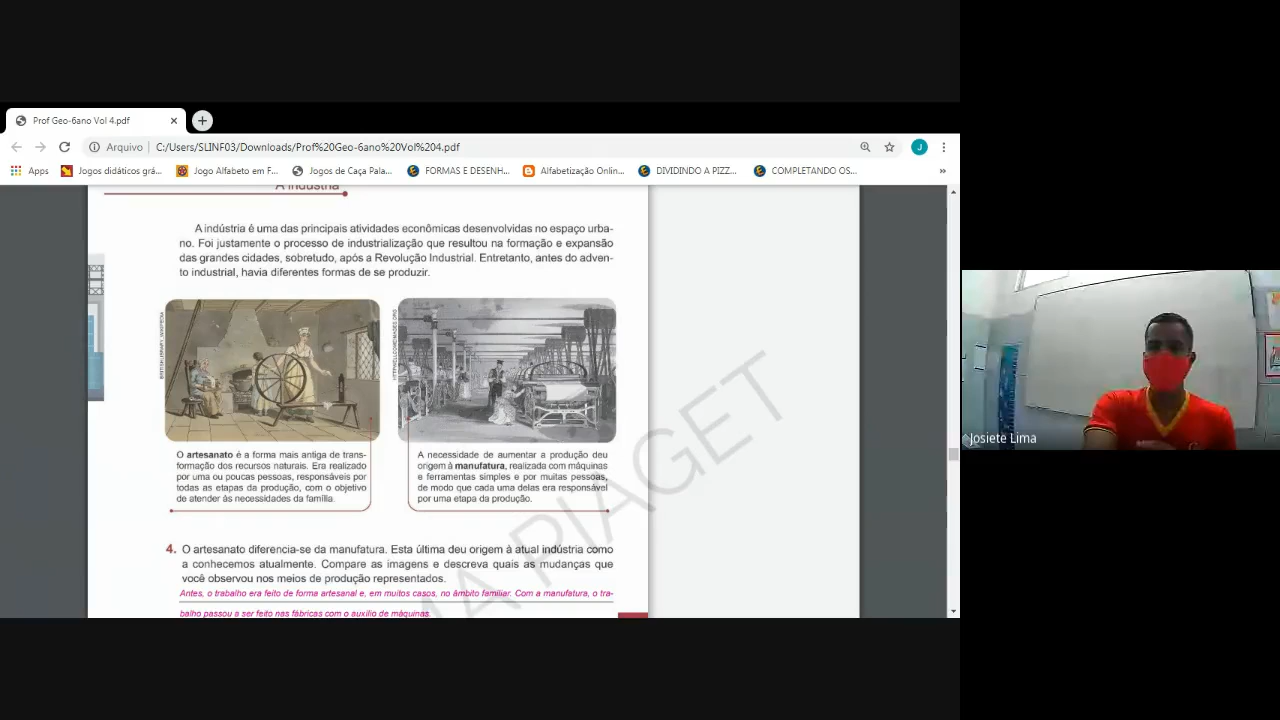 Prof Geo-6ano Vol 4.pdf
Arquivo
C:/Users/SLINF03/Downloads/Prof%20Geo-6ano%20Vol%204.pdf
J
Apps
Jogos didáticos grá...
Jogo Alfabeto em F...
Jogos de Caça Pala...
FORMAS E DESENH...
Alfabetização Onlin...
DIVIDINDO A PIZZ...
COMPLETANDO OS...
»
A indústria
A indústria é uma das principais atividades econômicas desenvolvidas no espaço urba-
no. Foi justamente o processo de industrialização que resultou na formação e expansão
das grandes cidades, sobretudo, após a Revolução Industrial. Entretanto, antes do adven-
to industrial, havia diferentes formas de se produzir.
O artesanato é a forma mais antiga de trans-
formação dos recursos naturais. Era realizado
por uma ou poucas pessoas, responsáveis por
todas as etapas da produção, com o objetivo
de atender às necessidades da família.
A necessidade de aumentar a produção deu
origem à manufatura, realizada com máquinas
e ferramentas simples e por muitas pessoas,
de modo que cada uma delas era responsável
por uma etapa da produção.
4. O artesanato diferencia-se da manufatura. Esta última deu origem à atual indústria como
a conhecemos atualmente. Compare as imagens e descreva quais as mudanças que
você observou nos meios de produção representados.
Antes, o trabalho era feito de forma artesanal e, em muitos casos, no âmbito familiar. Com a manufatura, o tra-
balho passou a ser feito nas fábricas com o auxílio de máquinas.
PIAGET
Josiete Lima